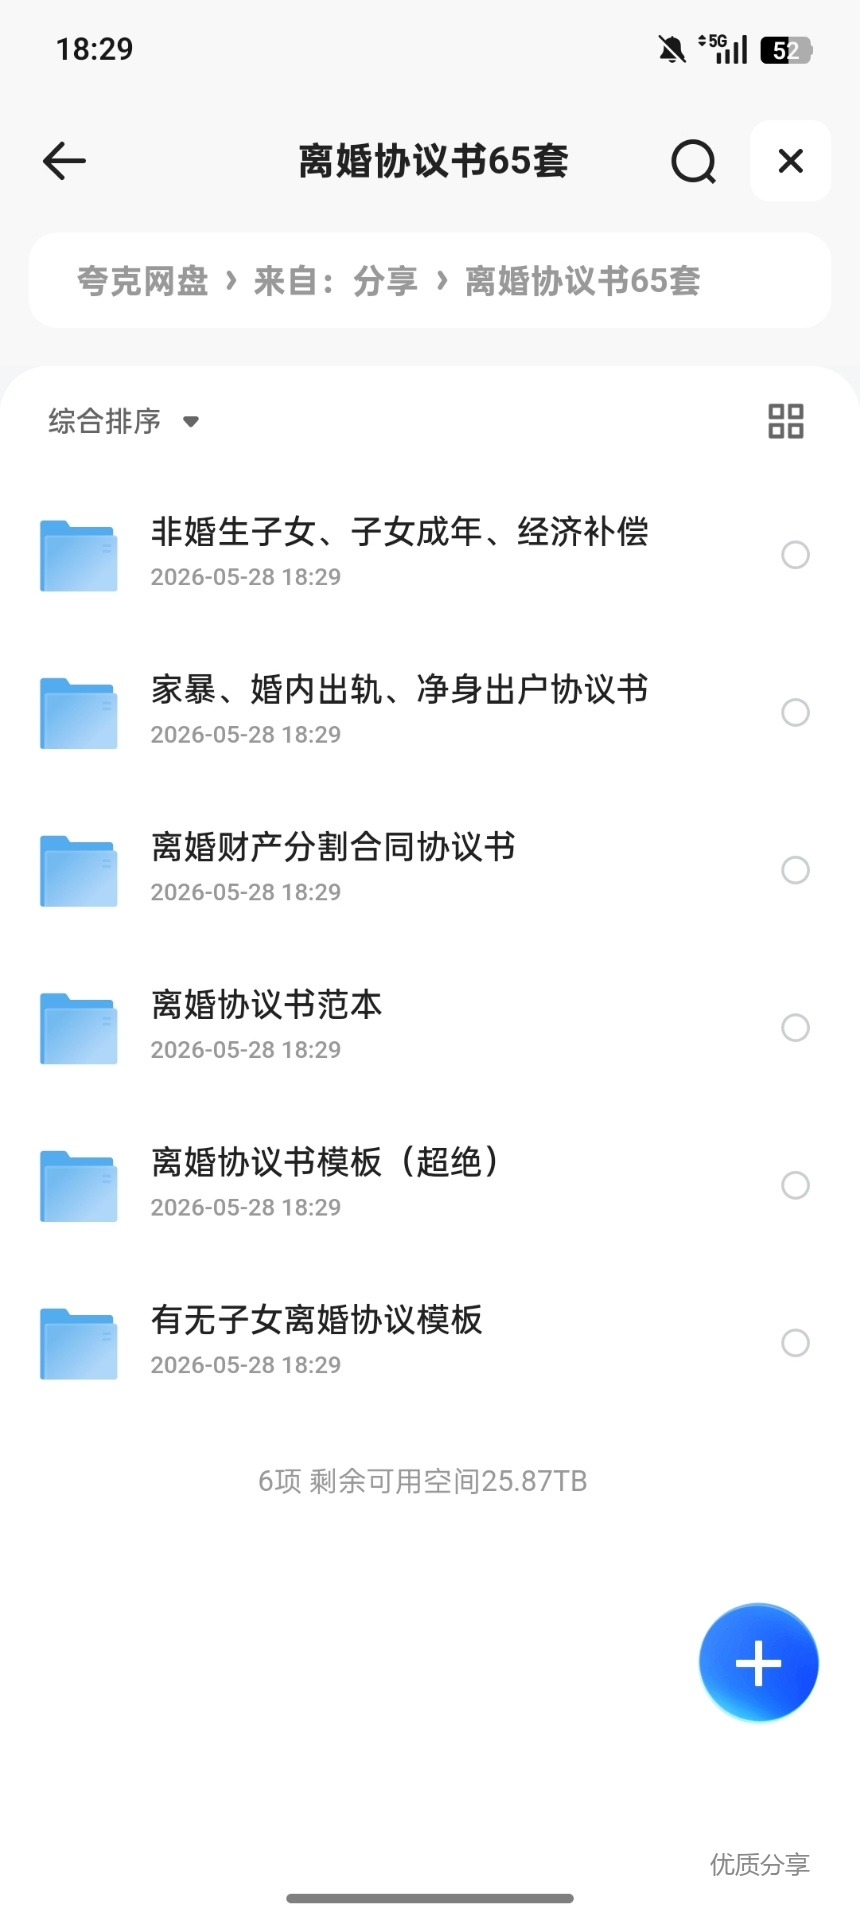 18:29
5G
52
离婚协议书65套
夸克网盘 › 来自：分享 › 离婚协议书65套
综合排序
非婚生子女、子女成年、经济补偿
2026-05-28 18:29
家暴、婚内出轨、净身出户协议书
2026-05-28 18:29
离婚财产分割合同协议书
2026-05-28 18:29
离婚协议书范本
2026-05-28 18:29
离婚协议书模板（超绝）
2026-05-28 18:29
有无子女离婚协议模板
2026-05-28 18:29
6项 剩余可用空间25.87TB
优质分享